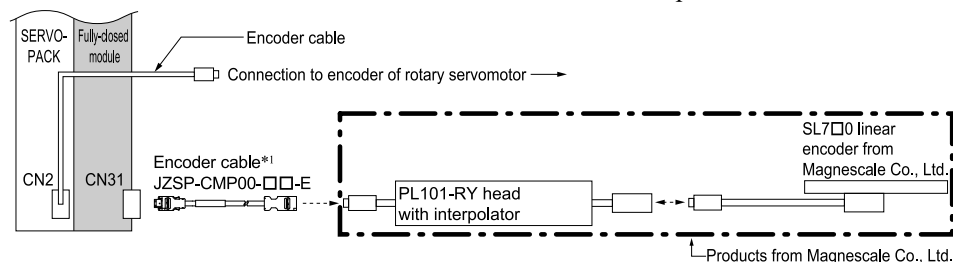 SERVO-
PACK
Fully-closed
module
Encoder cable
Connection to encoder of rotary servomotor
SL7□0 linear
encoder from
Magnescale Co., Ltd.
Encoder cable*1
JZSP-CMP00-□□-E
CN2
CN31
PL101-RY head
with interpolator
Products from Magnescale Co., Ltd.